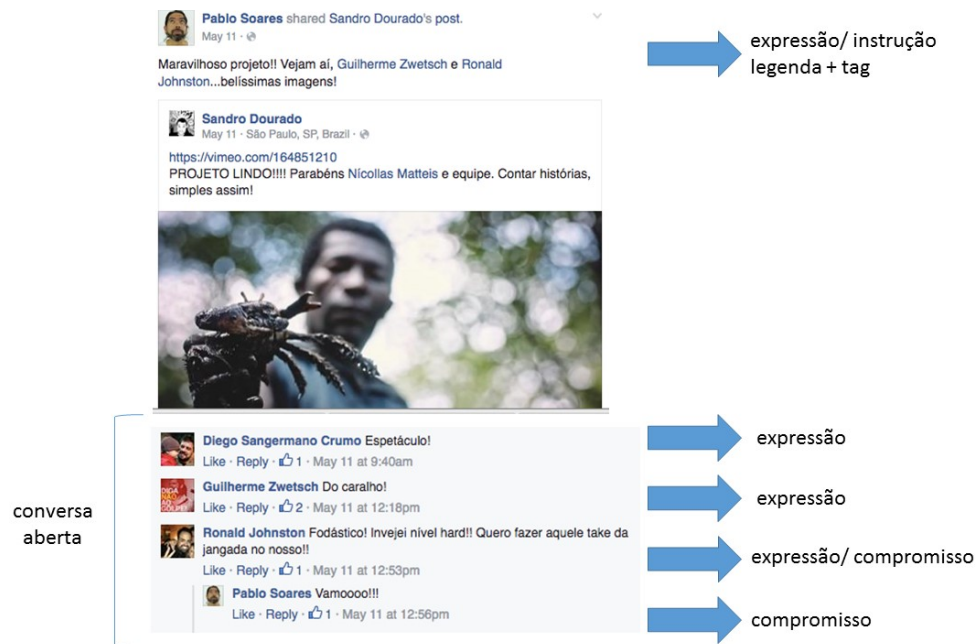 Pablo Soares shared Sandro Dourado's post.
May 11 ·
Maravilhoso projeto!! Vejam aí, Guilherme Zwetsch e Ronald
Johnston...belíssimas imagens!
expressão/ instrução
legenda + tag
Sandro Dourado
May 11 · São Paulo, SP, Brazil ·
https://vimeo.com/164851210
PROJETO LINDO!!!! Parabéns Nícollas Matteis e equipe. Contar histórias,
simples assim!
conversa
aberta
Diego Sangermano Crumo Espetáculo!
Like · Reply · 1 · May 11 at 9:40am
expressão
DIGA
NÃO
AO
GOLPE!
Guilherme Zwetsch Do caralho!
Like · Reply · 2 · May 11 at 12:18pm
expressão
Ronald Johnston Fodástico! Invejei nível hard!! Quero fazer aquele take da
jangada no nosso!!
Like · Reply · 1 · May 11 at 12:53pm
expressão/ compromisso
Pablo Soares Vamoooo!!!
Like · Reply · 1 · May 11 at 12:56pm
compromisso